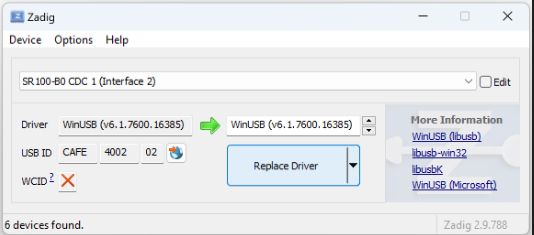 Zadig
Device Options Help
SR100-B0 CDC 1 (Interface 2)
Edit
Driver WinUSB (v6.1.7600.16385) WinUSB (v6.1.7600.16385)
USB ID CAFE 4002 02
WCID ?
Replace Driver
More Information
WinUSB (libusb)
libusb-win32
libusbK
WinUSB (Microsoft)
6 devices found.
Zadig 2.9.788